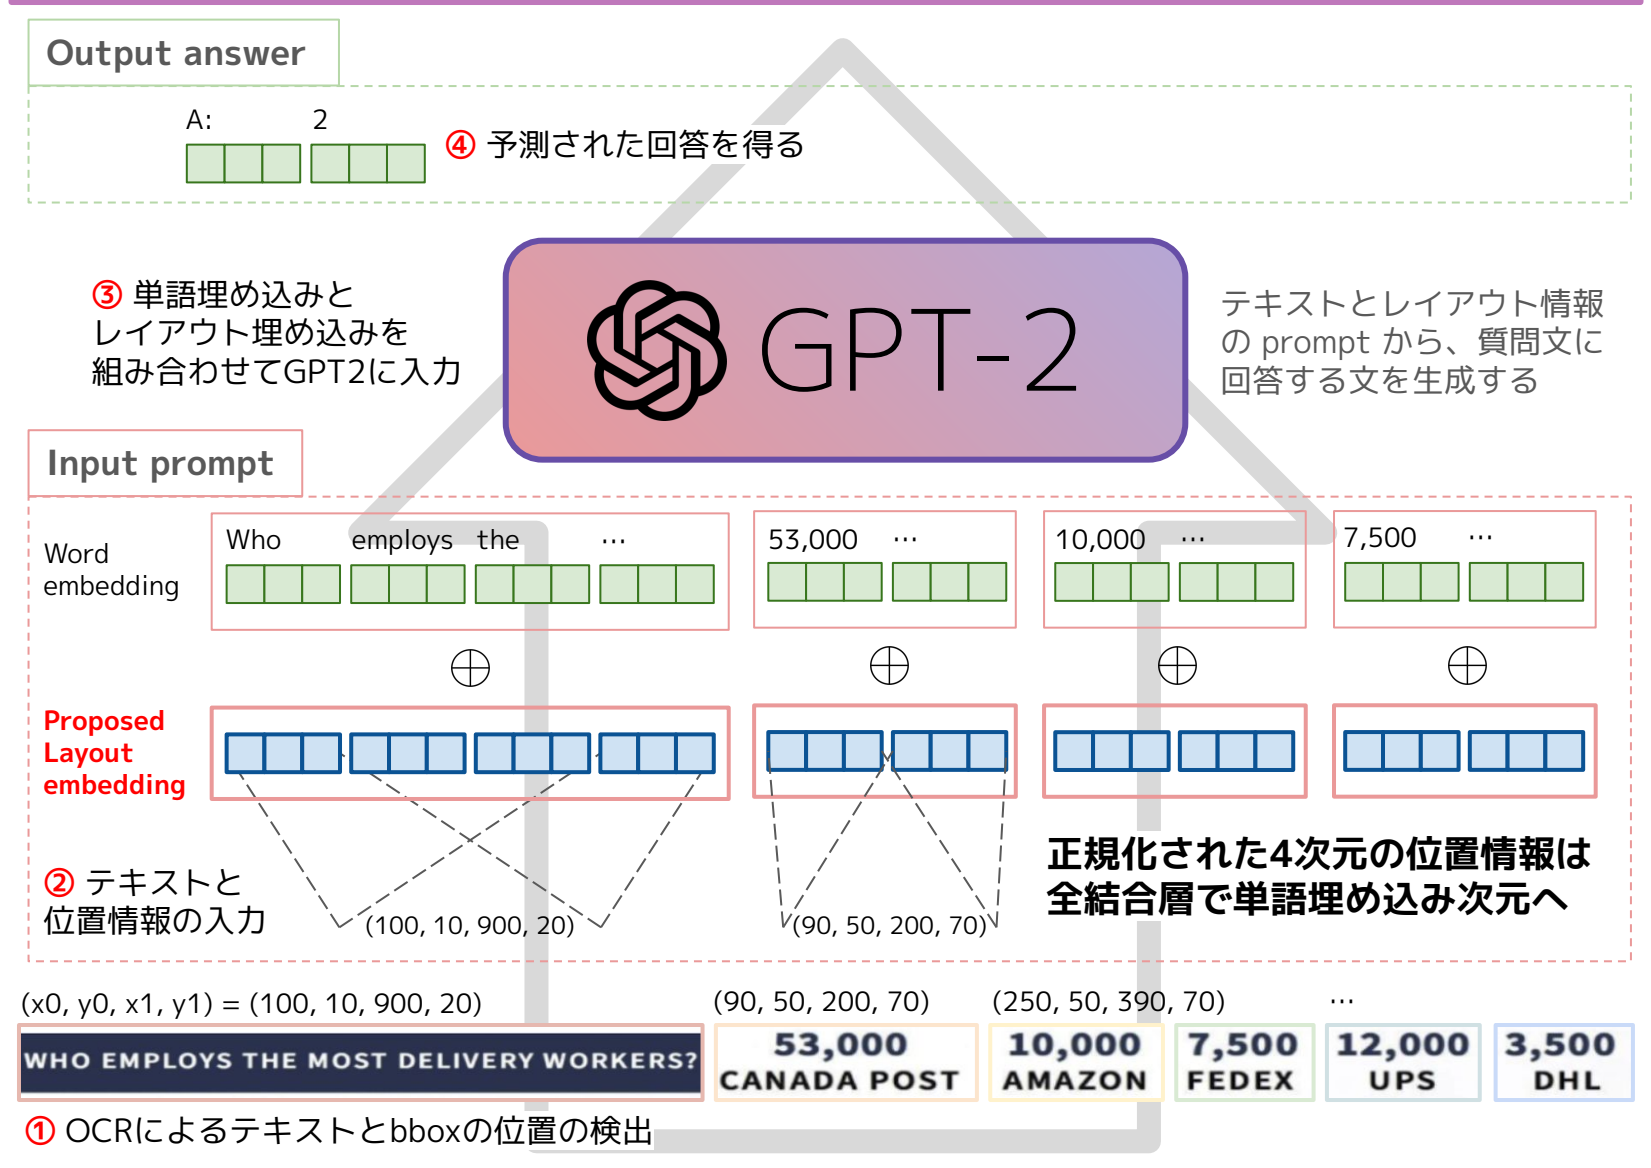 Output answer
A: 2
④ 予測された回答を得る
③ 単語埋め込みと
レイアウト埋め込みを
組み合わせてGPT2に入力
GPT-2
テキストとレイアウト情報
の prompt から、質問文に
回答する文を生成する
Input prompt
Word
embedding
Who employs the …
53,000 …
10,000 …
7,500 …
Proposed
Layout
embedding
② テキストと
位置情報の入力
(100, 10, 900, 20)
(90, 50, 200, 70)
正規化された4次元の位置情報は
全結合層で単語埋め込み次元へ
(x0, y0, x1, y1) = (100, 10, 900, 20)
(90, 50, 200, 70)
(250, 50, 390, 70)
…
WHO EMPLOYS THE MOST DELIVERY WORKERS?
53,000
CANADA POST
10,000
AMAZON
7,500
FEDEX
12,000
UPS
3,500
DHL
① OCRによるテキストとbboxの位置の検出